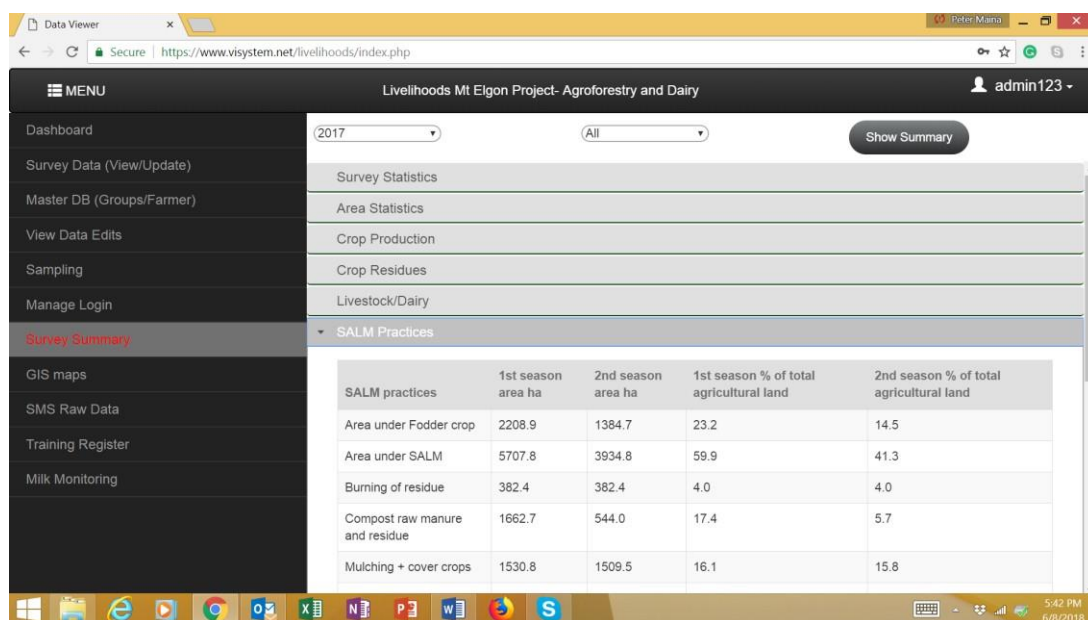 Data Viewer
Peter Maina
Secure https://www.visystem.net/livelihoods/index.php
MENU
Livelihoods Mt Elgon Project- Agroforestry and Dairy
admin123
Dashboard
Survey Data (View/Update)
Master DB (Groups/Farmer)
View Data Edits
Sampling
Manage Login
Survey Summary
GIS maps
SMS Raw Data
Training Register
Milk Monitoring
2017 All Show Summary
Survey Statistics
Area Statistics
Crop Production
Crop Residues
Livestock/Dairy
SALM Practices
SALM practices 1st season area ha 2nd season area ha 1st season % of total agricultural land 2nd season % of total agricultural land
Area under Fodder crop 2208.9 1384.7 23.2 14.5
Area under SALM 5707.8 3934.8 59.9 41.3
Burning of residue 382.4 382.4 4.0 4.0
Compost raw manure and residue 1662.7 544.0 17.4 5.7
Mulching + cover crops 1530.8 1509.5 16.1 15.8
5:42 PM
6/8/2018